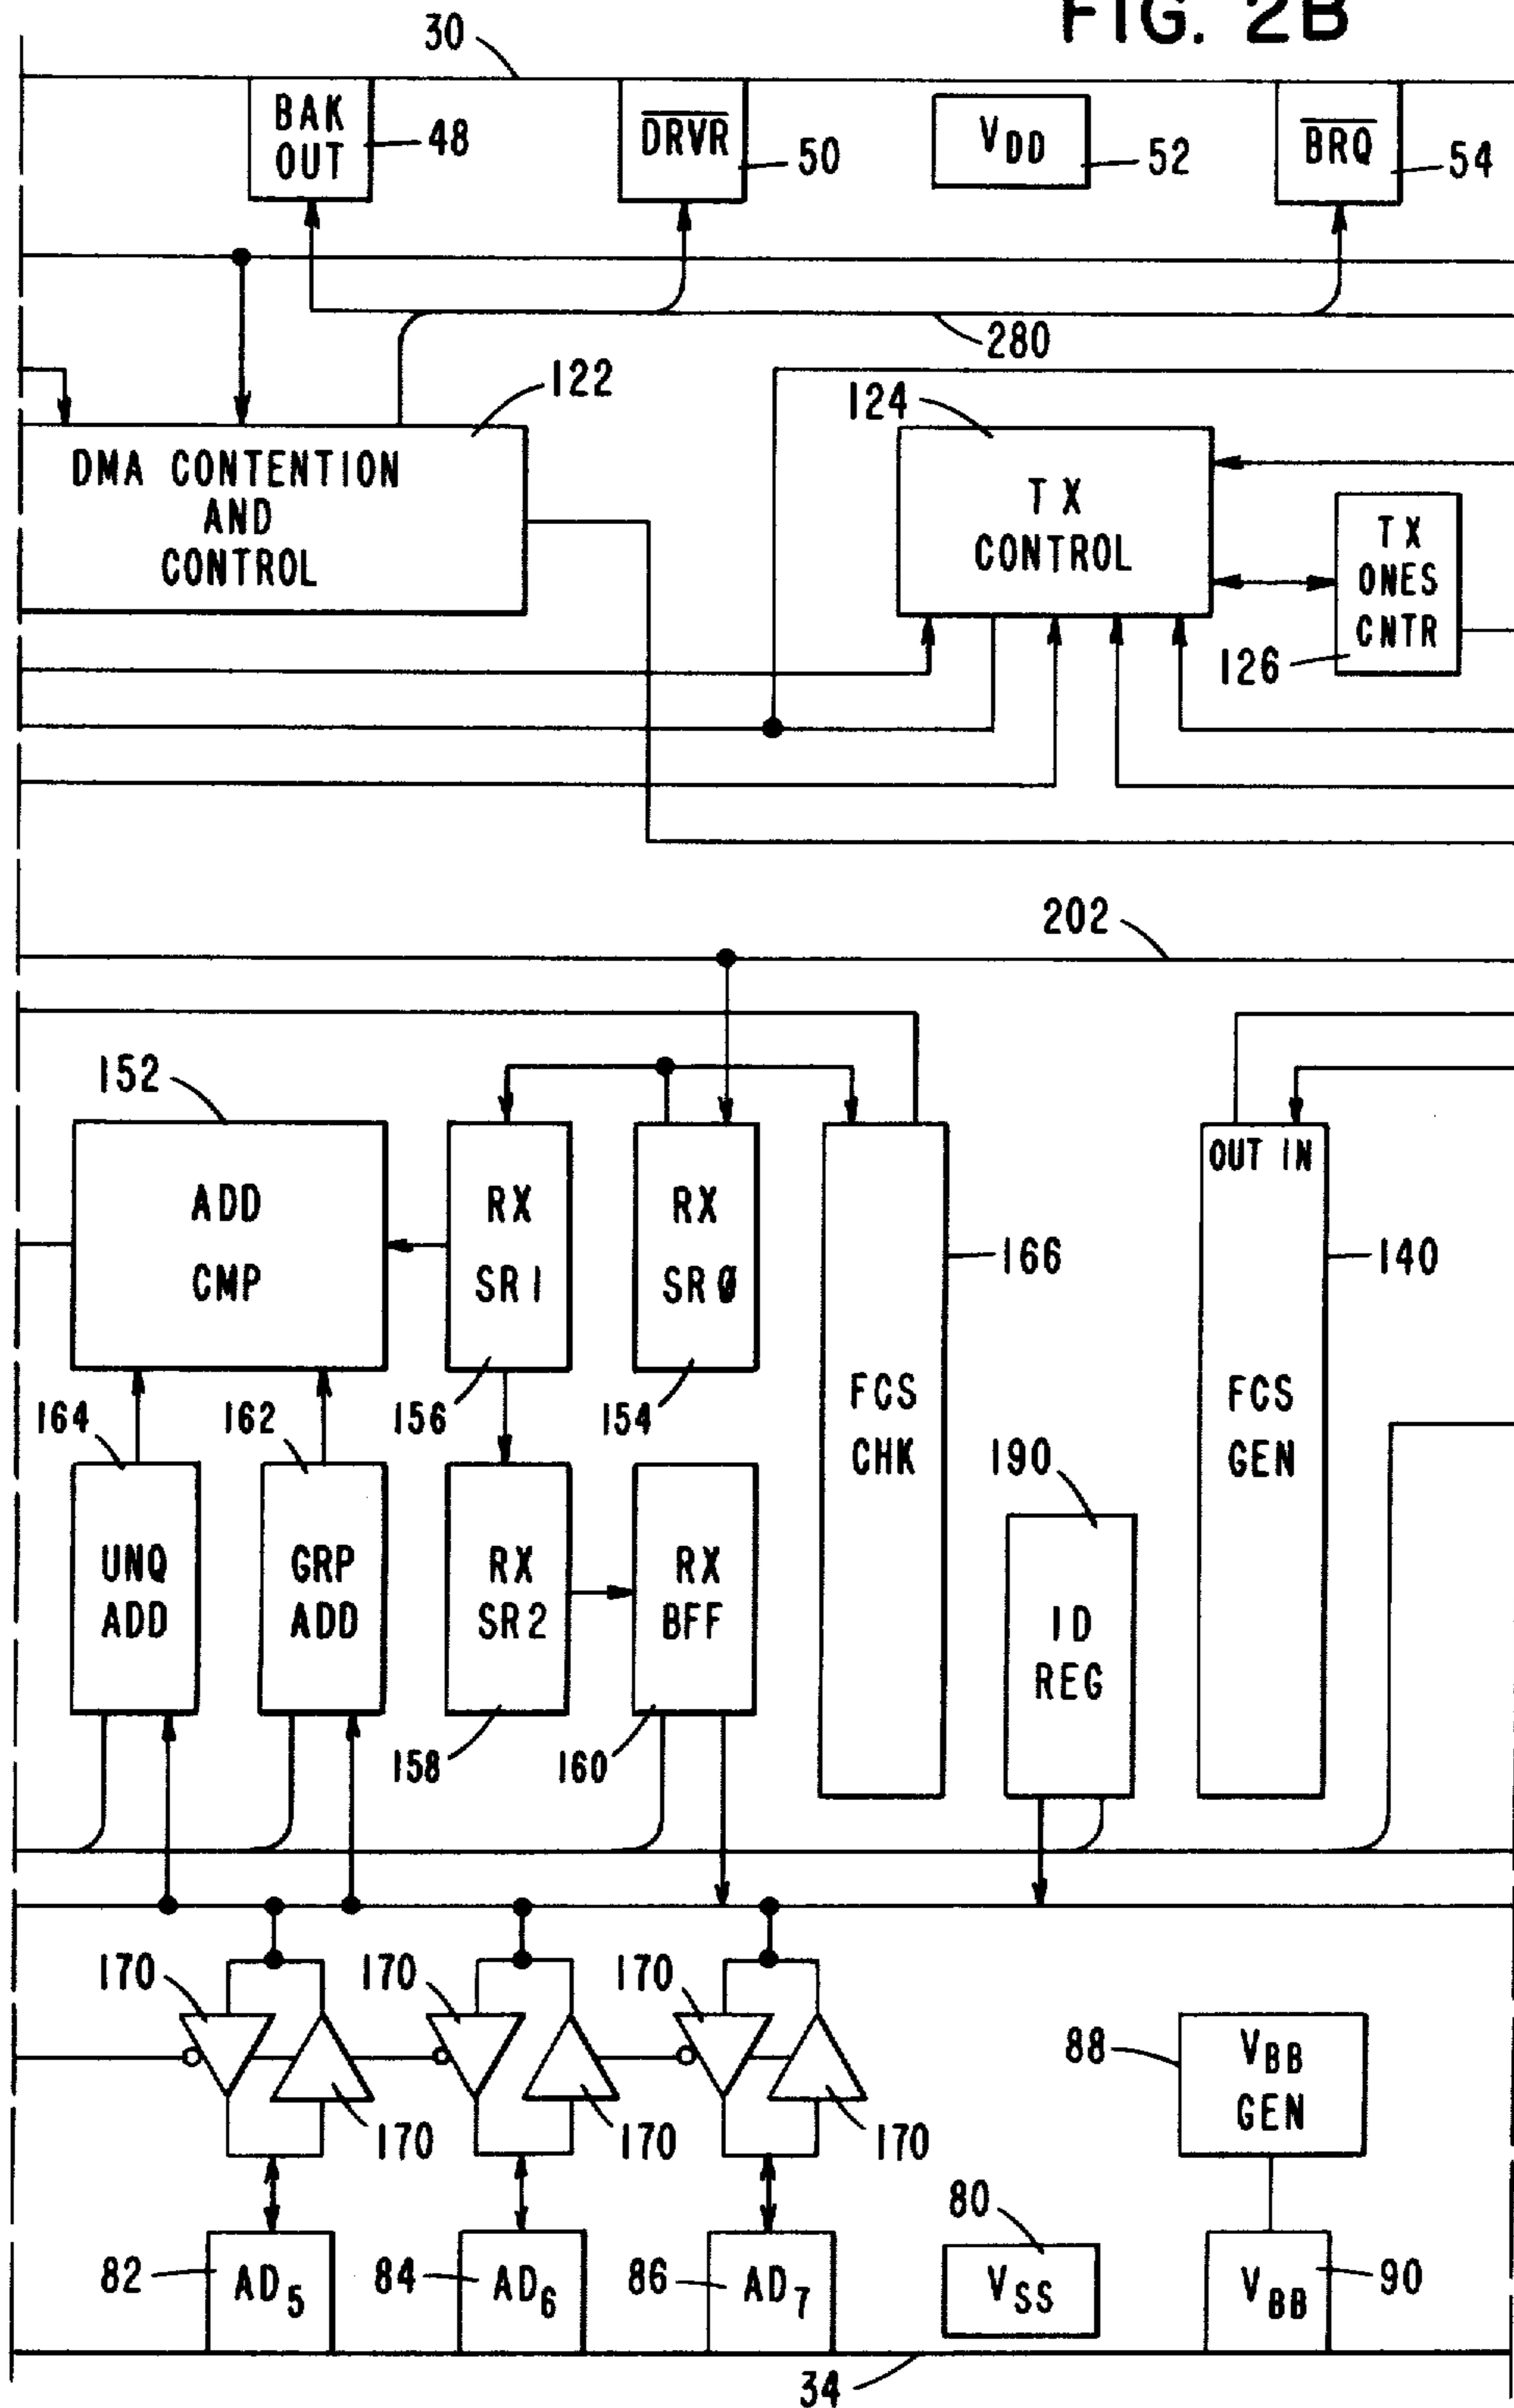 FIG. 2B
30
BAK
OUT
48
DRVR
50
VDD
52
BRQ
54
280
122
DMA CONTENTION
AND
CONTROL
124
TX
CONTROL
TX
ONES
CNTR
126
202
152
ADD
CMP
RX
SR1
RX
SRØ
166
OUT IN
140
164
162
156
154
FCS
CHK
FCS
GEN
190
UNQ
ADD
GRP
ADD
RX
SR2
RX
BFF
ID
REG
158
160
170
170
170
170
170
170
88
VBB
GEN
80
82
AD5
84
AD6
86
AD7
VSS
VBB
90
34